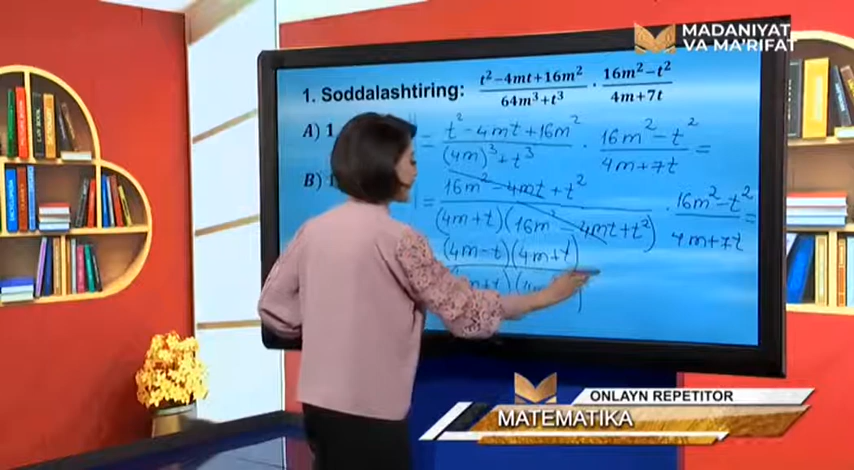 MADANIYAT
VA MA'RIFAT
1. Soddalashtiring: (t²−4mt+16m²)/(64m³+t³) · (16m²−t²)/(4m+7t)
A) 1
B)
= (t²−4mt+16m²)/((4m)³+t³) · (16m²−t²)/(4m+7t) =
= (16m²−4mt+t²)/((4m+t)(16m²−4mt+t²)) · (16m²−t²)/(4m+7t) =
(4m−t)(4m+t)
ONLAYN REPETITOR
MATEMATIKA